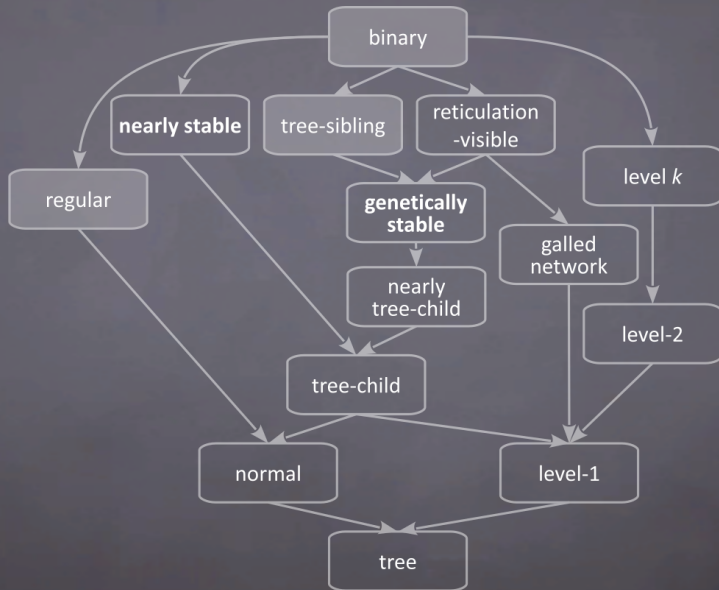 binary
nearly stable
tree-sibling
reticulation
-visible
level k
regular
genetically
stable
galled
network
nearly
tree-child
level-2
tree-child
normal
level-1
tree